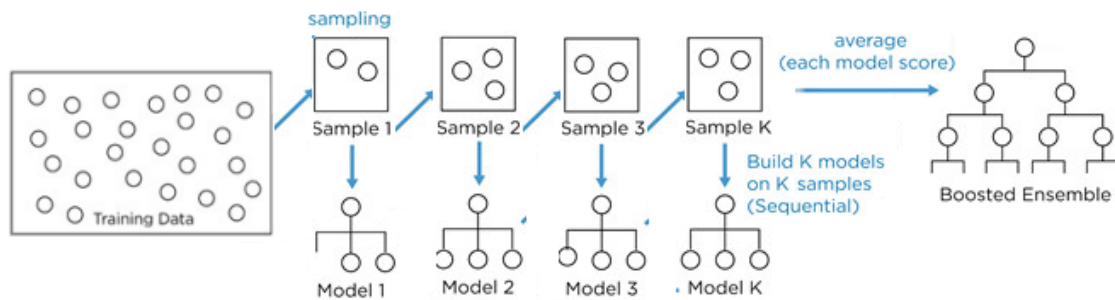 sampling
Training Data
Sample 1
Sample 2
Sample 3
Sample K
average
(each model score)
Build K models
on K samples
(Sequential)
Boosted Ensemble
Model 1
Model 2
Model 3
Model K